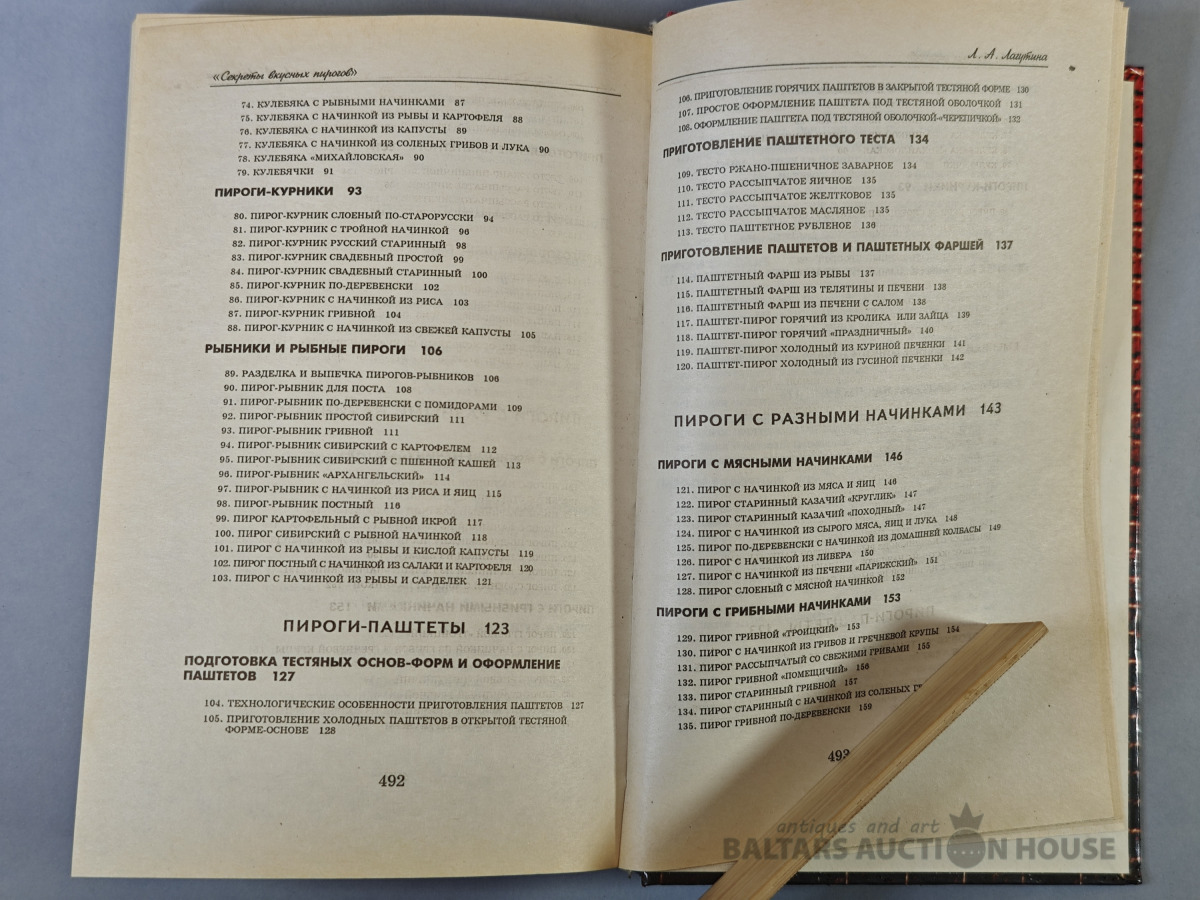 «Секреты вкусных пирогов»
74. КУЛЕБЯКА С РЫБНЫМИ НАЧИНКАМИ 87
75. КУЛЕБЯКА С НАЧИНКОЙ ИЗ РЫБЫ И КАРТОФЕЛЯ 88
76. КУЛЕБЯКА С НАЧИНКОЙ ИЗ КАПУСТЫ 89
77. КУЛЕБЯКА С НАЧИНКОЙ ИЗ СОЛЕНЫХ ГРИБОВ И ЛУКА 90
78. КУЛЕБЯКА «МИХАЙЛОВСКАЯ» 90
79. КУЛЕБЯЧКИ 91
ПИРОГИ-КУРНИКИ 93
80. ПИРОГ-КУРНИК СЛОЕНЫЙ ПО-СТАРОРУССКИ 94
81. ПИРОГ-КУРНИК С ТРОЙНОЙ НАЧИНКОЙ 96
82. ПИРОГ-КУРНИК РУССКИЙ СТАРИННЫЙ 98
83. ПИРОГ-КУРНИК СВАДЕБНЫЙ ПРОСТОЙ 99
84. ПИРОГ-КУРНИК СВАДЕБНЫЙ СТАРИННЫЙ 100
85. ПИРОГ-КУРНИК ПО-ДЕРЕВЕНСКИ 102
86. ПИРОГ-КУРНИК С НАЧИНКОЙ ИЗ РИСА 103
87. ПИРОГ-КУРНИК ГРИБНОЙ 104
88. ПИРОГ-КУРНИК С НАЧИНКОЙ ИЗ СВЕЖЕЙ КАПУСТЫ 105
РЫБНИКИ И РЫБНЫЕ ПИРОГИ 106
89. РАЗДЕЛКА И ВЫПЕЧКА ПИРОГОВ-РЫБНИКОВ 106
90. ПИРОГ-РЫБНИК ДЛЯ ПОСТА 108
91. ПИРОГ-РЫБНИК ПО-ДЕРЕВЕНСКИ С ПОМИДОРАМИ 109
92. ПИРОГ-РЫБНИК ПРОСТОЙ СИБИРСКИЙ 111
93. ПИРОГ-РЫБНИК ГРИБНОЙ 111
94. ПИРОГ-РЫБНИК СИБИРСКИЙ С КАРТОФЕЛЕМ 112
95. ПИРОГ-РЫБНИК СИБИРСКИЙ С ПШЕННОЙ КАШЕЙ 113
96. ПИРОГ-РЫБНИК «АРХАНГЕЛЬСКИЙ» 114
97. ПИРОГ-РЫБНИК С НАЧИНКОЙ ИЗ РИСА И ЯИЦ 115
98. ПИРОГ-РЫБНИК ПОСТНЫЙ 116
99. ПИРОГ КАРТОФЕЛЬНЫЙ С РЫБНОЙ ИКРОЙ 117
100. ПИРОГ СИБИРСКИЙ С РЫБНОЙ НАЧИНКОЙ 118
101. ПИРОГ С НАЧИНКОЙ ИЗ РЫБЫ И КИСЛОЙ КАПУСТЫ 119
102. ПИРОГ ПОСТНЫЙ С НАЧИНКОЙ ИЗ САЛАКИ И КАРТОФЕЛЯ 120
103. ПИРОГ С НАЧИНКОЙ ИЗ РЫБЫ И САРДЕЛЕК 121
ПИРОГИ-ПАШТЕТЫ 123
ПОДГОТОВКА ТЕСТЯНЫХ ОСНОВ-ФОРМ И ОФОРМЛЕНИЕ
ПАШТЕТОВ 127
104. ТЕХНОЛОГИЧЕСКИЕ ОСОБЕННОСТИ ПРИГОТОВЛЕНИЯ ПАШТЕТОВ 127
105. ПРИГОТОВЛЕНИЕ ХОЛОДНЫХ ПАШТЕТОВ В ОТКРЫТОЙ ТЕСТЯНОЙ
ФОРМЕ-ОСНОВЕ 128
492
Л. А. Лагутина
106. ПРИГОТОВЛЕНИЕ ГОРЯЧИХ ПАШТЕТОВ В ЗАКРЫТОЙ ТЕСТЯНОЙ ФОРМЕ 130
107. ПРОСТОЕ ОФОРМЛЕНИЕ ПАШТЕТА ПОД ТЕСТЯНОЙ ОБОЛОЧКОЙ 131
108. ОФОРМЛЕНИЕ ПАШТЕТА ПОД ТЕСТЯНОЙ ОБОЛОЧКОЙ-«ЧЕРЕПИЧКОЙ» 132
ПРИГОТОВЛЕНИЕ ПАШТЕТНОГО ТЕСТА 134
109. ТЕСТО РЖАНО-ПШЕНИЧНОЕ ЗАВАРНОЕ 134
110. ТЕСТО РАССЫПЧАТОЕ ЯИЧНОЕ 135
111. ТЕСТО РАССЫПЧАТОЕ ЖЕЛТКОВОЕ 135
112. ТЕСТО РАССЫПЧАТОЕ МАСЛЯНОЕ 135
113. ТЕСТО ПАШТЕТНОЕ РУБЛЕНОЕ 136
ПРИГОТОВЛЕНИЕ ПАШТЕТОВ И ПАШТЕТНЫХ ФАРШЕЙ 137
114. ПАШТЕТНЫЙ ФАРШ ИЗ РЫБЫ 137
115. ПАШТЕТНЫЙ ФАРШ ИЗ ТЕЛЯТИНЫ И ПЕЧЕНИ 138
116. ПАШТЕТНЫЙ ФАРШ ИЗ ПЕЧЕНИ С САЛОМ 138
117. ПАШТЕТ-ПИРОГ ГОРЯЧИЙ ИЗ КРОЛИКА ИЛИ ЗАЙЦА 139
118. ПАШТЕТ-ПИРОГ ГОРЯЧИЙ «ПРАЗДНИЧНЫЙ» 140
119. ПАШТЕТ-ПИРОГ ХОЛОДНЫЙ ИЗ КУРИНОЙ ПЕЧЕНКИ 141
120. ПАШТЕТ-ПИРОГ ХОЛОДНЫЙ ИЗ ГУСИНОЙ ПЕЧЕНКИ 142
ПИРОГИ С РАЗНЫМИ НАЧИНКАМИ 143
ПИРОГИ С МЯСНЫМИ НАЧИНКАМИ 146
121. ПИРОГ С НАЧИНКОЙ ИЗ МЯСА И ЯИЦ 146
122. ПИРОГ СТАРИННЫЙ КАЗАЧИЙ «КРУГЛИК» 147
123. ПИРОГ СТАРИННЫЙ КАЗАЧИЙ «ПОХОДНЫЙ» 147
124. ПИРОГ С НАЧИНКОЙ ИЗ СЫРОГО МЯСА, ЯИЦ И ЛУКА 148
125. ПИРОГ ПО-ДЕРЕВЕНСКИ С НАЧИНКОЙ ИЗ ДОМАШНЕЙ КОЛБАСЫ 149
126. ПИРОГ С НАЧИНКОЙ ИЗ ЛИВЕРА 150
127. ПИРОГ С НАЧИНКОЙ ИЗ ПЕЧЕНИ «ПАРИЖСКИЙ» 151
128. ПИРОГ СЛОЕНЫЙ С МЯСНОЙ НАЧИНКОЙ 152
ПИРОГИ С ГРИБНЫМИ НАЧИНКАМИ 153
129. ПИРОГ ГРИБНОЙ «ТРОИЦКИЙ» 153
130. ПИРОГ С НАЧИНКОЙ ИЗ ГРИБОВ И ГРЕЧНЕВОЙ КРУПЫ 154
131. ПИРОГ РАССЫПЧАТЫЙ СО СВЕЖИМИ ГРИБАМИ 155
132. ПИРОГ ГРИБНОЙ «ПОМЕЩИЧИЙ» 156
133. ПИРОГ СТАРИННЫЙ ГРИБНОЙ 157
134. ПИРОГ СТАРИННЫЙ С НАЧИНКОЙ ИЗ СОЛЕНЫХ
135. ПИРОГ ГРИБНОЙ ПО-ДЕРЕВЕНСКИ 159
493
antiques and art
BALTARS AUCTION HOUSE